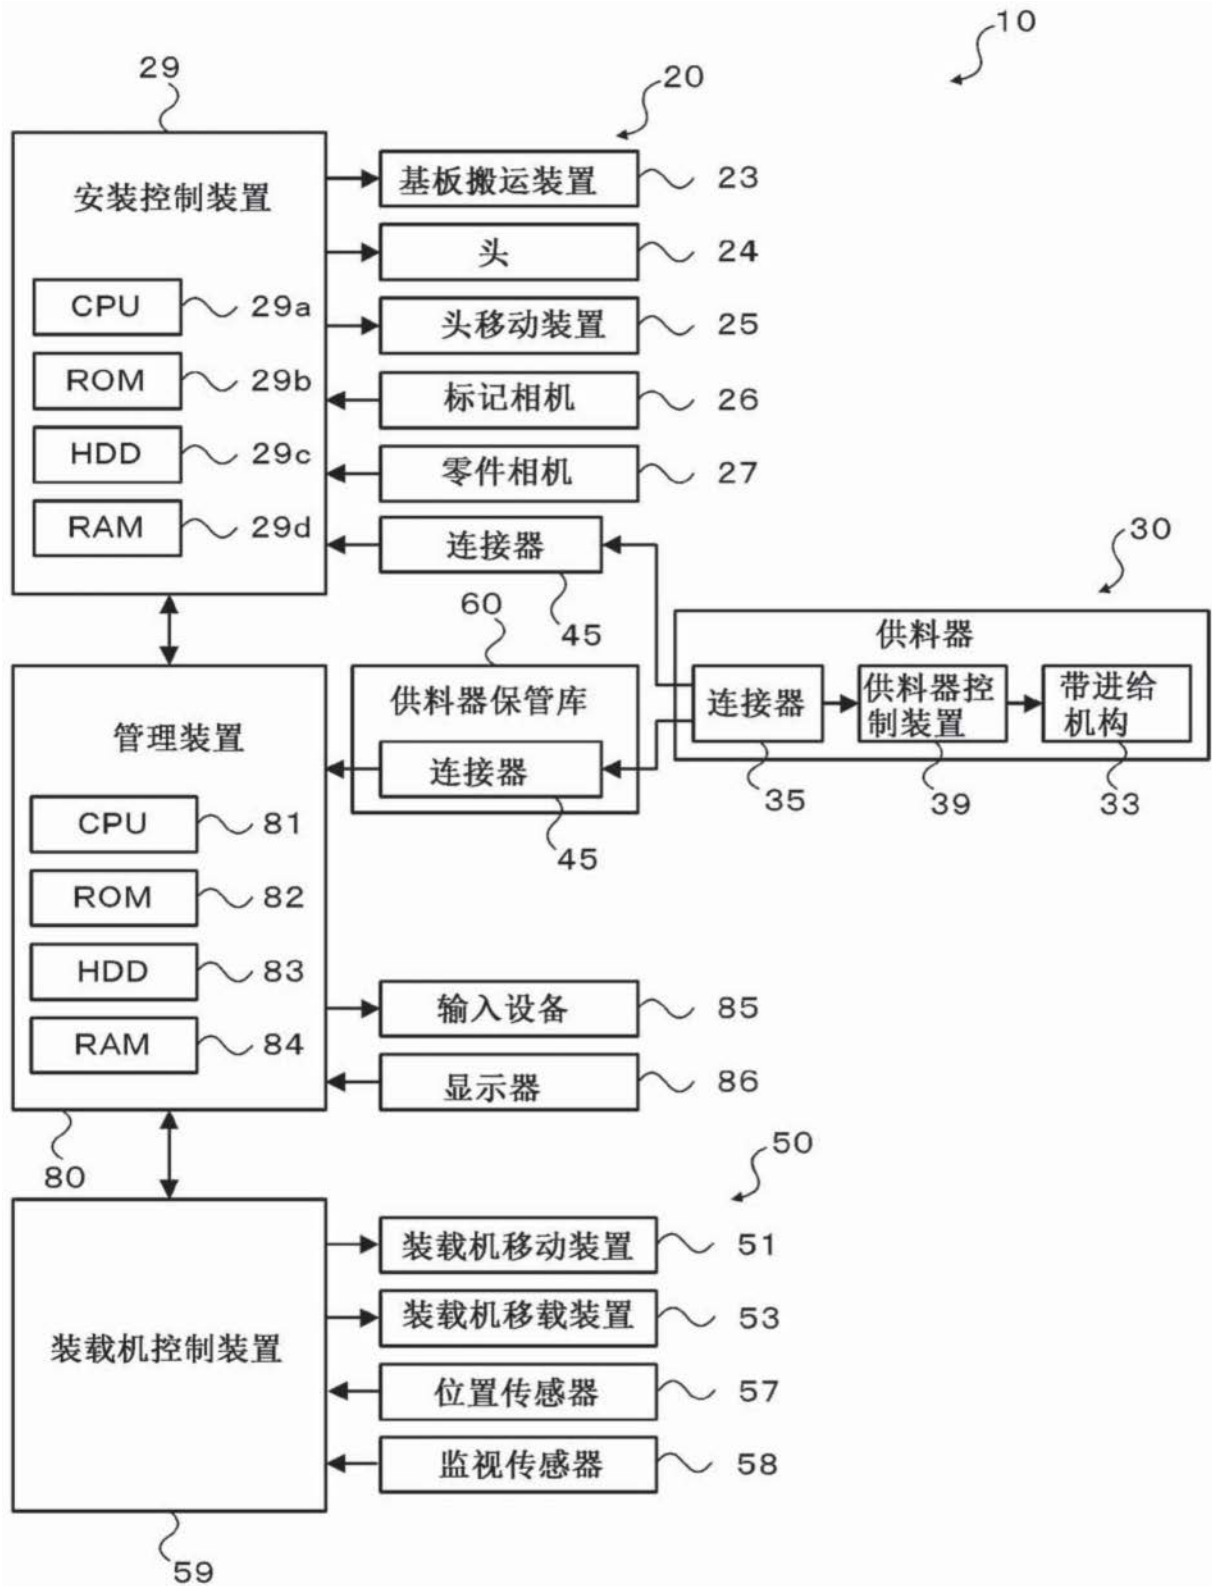 10
29
20
安装控制装置
基板搬运装置
23
头
24
CPU
29a
头移动装置
25
ROM
29b
标记相机
26
HDD
29c
零件相机
27
RAM
29d
连接器
45
30
60
供料器
供料器保管库
连接器
供料器控
制装置
带进给
机构
35
39
33
管理装置
连接器
45
CPU
81
ROM
82
HDD
83
RAM
84
输入设备
85
显示器
86
80
50
装载机控制装置
装载机移动装置
51
装载机移载装置
53
位置传感器
57
监视传感器
58
59